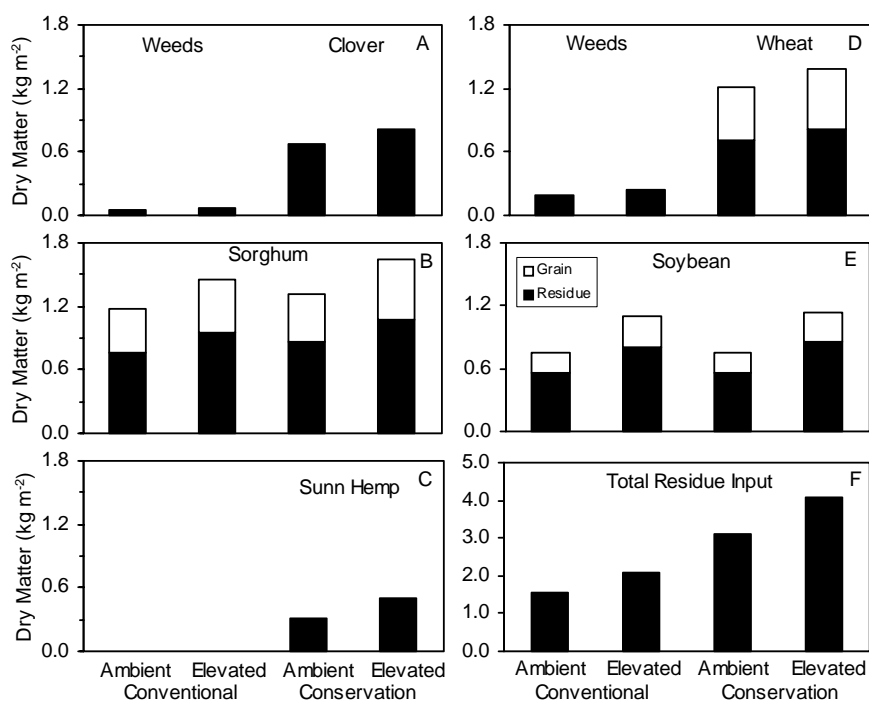 1.8
1.2
0.6
0.0
Dry Matter (kg m-2)
Weeds
Clover
A
1.8
1.2
0.6
0.0
Dry Matter (kg m-2)
Weeds
Wheat
D
1.8
1.2
0.6
0.0
Dry Matter (kg m-2)
Sorghum
B
1.8
1.2
0.6
0.0
Grain
Residue
Soybean
E
1.8
1.2
0.6
0.0
Dry Matter (kg m-2)
Sunn Hemp
C
Ambient Elevated Ambient Elevated
Conventional Conservation
5.0
4.0
3.0
2.0
1.0
0.0
Total Residue Input
F
Ambient Elevated Ambient Elevated
Conventional Conservation